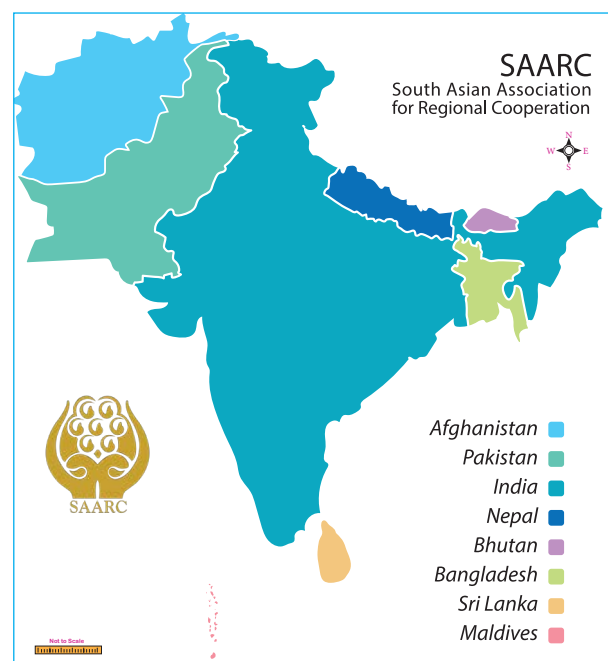 SAARC
South Asian Association
for Regional Cooperation
N
W E
S
SAARC
Afghanistan
Pakistan
India
Nepal
Bhutan
Bangladesh
Sri Lanka
Maldives
Not to Scale